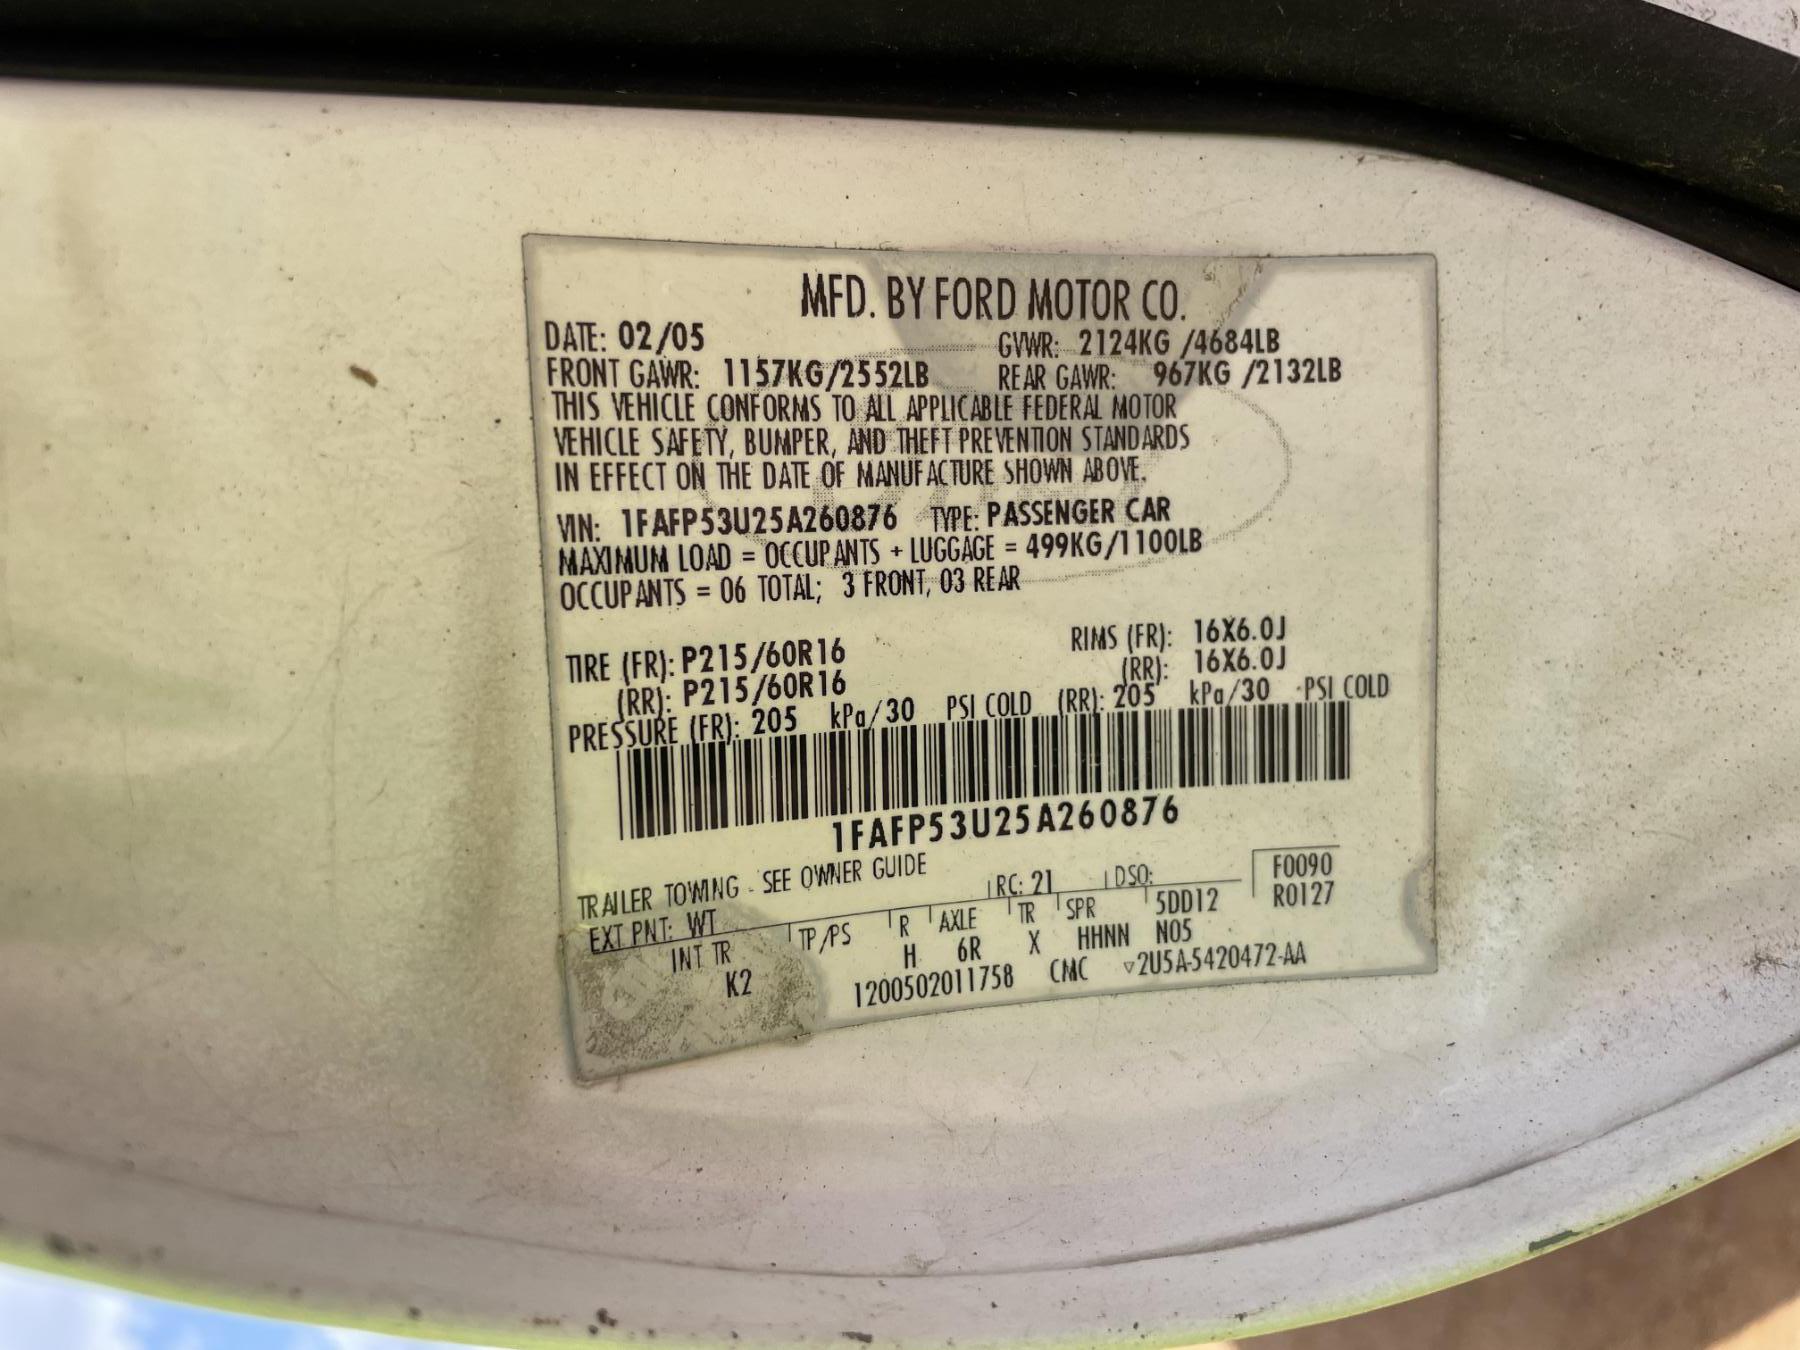 MFD. BY FORD MOTOR CO.
DATE: 02/05 GVWR: 2124KG /4684LB
FRONT GAWR: 1157KG/2552LB REAR GAWR: 967KG /2132LB
THIS VEHICLE CONFORMS TO ALL APPLICABLE FEDERAL MOTOR
VEHICLE SAFETY, BUMPER, AND THEFT PREVENTION STANDARDS
IN EFFECT ON THE DATE OF MANUFACTURE SHOWN ABOVE.
VIN: 1FAFP53U25A260876 TYPE: PASSENGER CAR
MAXIMUM LOAD = OCCUPANTS + LUGGAGE = 499KG/1100LB
OCCUPANTS = 06 TOTAL; 3 FRONT, 03 REAR
TIRE (FR): P215/60R16 RIMS (FR): 16X6.0J
(RR): P215/60R16 (RR): 16X6.0J
PRESSURE (FR): 205 kPa/30 PSI COLD (RR): 205 kPa/30 PSI COLD
1FAFP53U25A260876
TRAILER TOWING - SEE OWNER GUIDE
EXT PNT: WT RC: 21 DSO: F0090
INT TR TP/PS R AXLE TR SPR 5DD12 R0127
K2 H 6R X HHNN N05
1200502011758 CMC ▽2U5A-5420472-AA